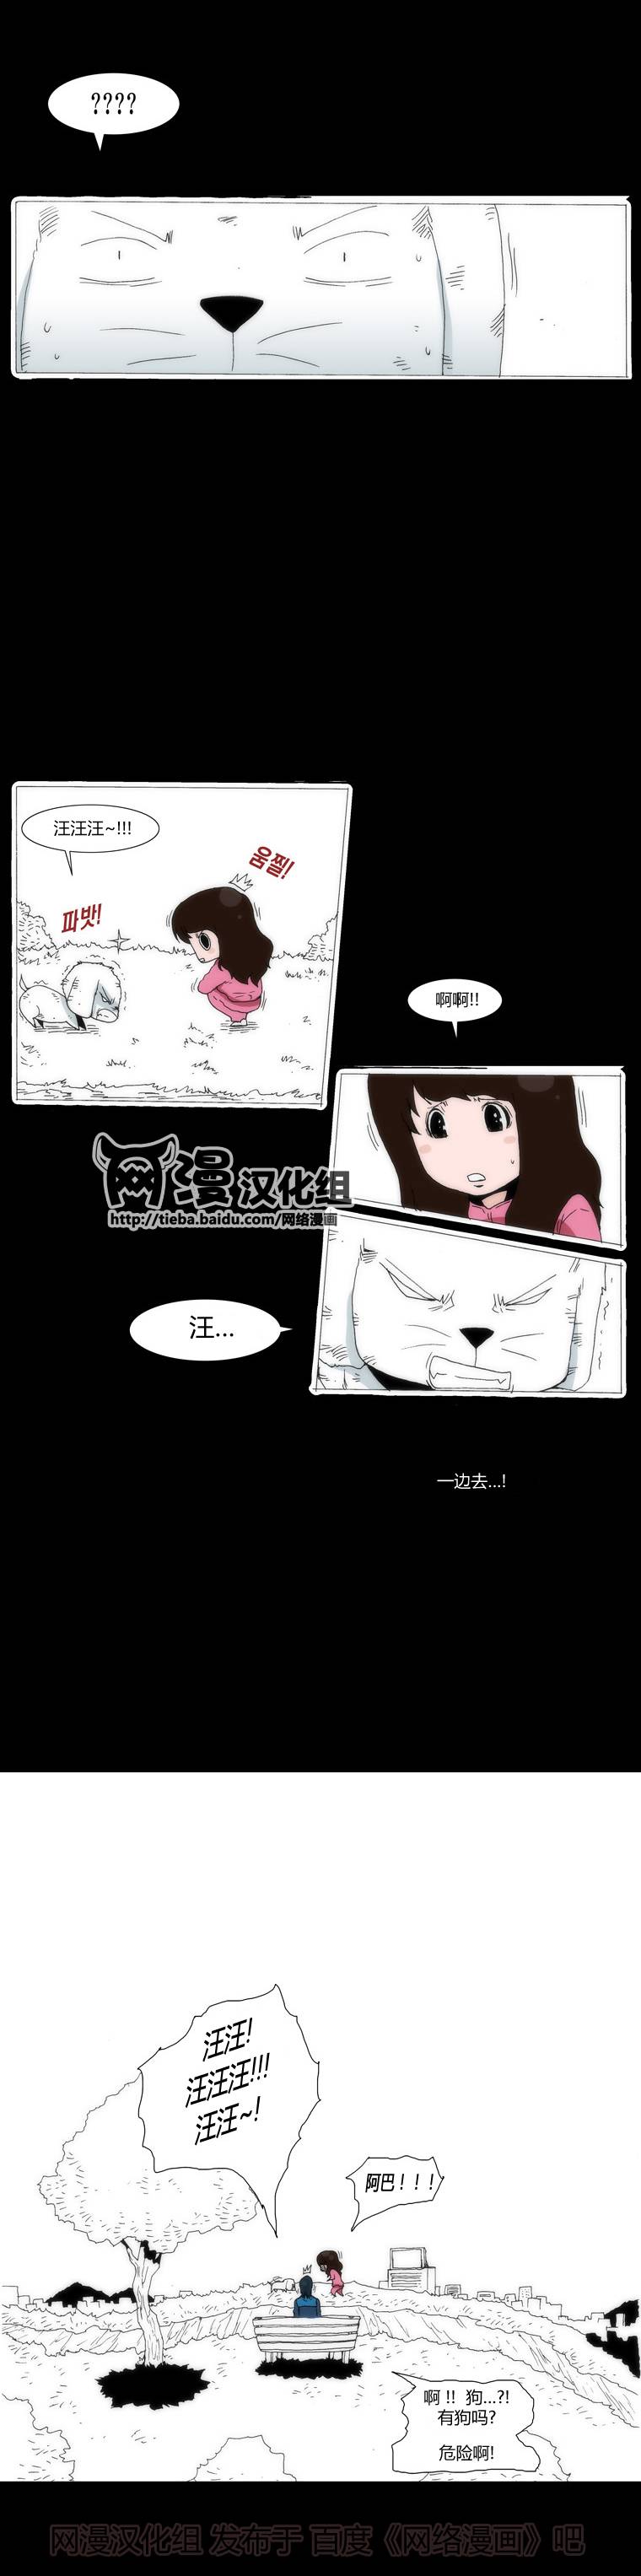 ????
汪汪汪~!!!
움찔!
파밧!
啊啊!!
网漫汉化组
http://tieba.baidu.com/网络漫画
汪...
一边去...!
汪汪!
汪汪汪!!!
汪汪~!
阿巴！！！
啊 !! 狗...?!
有狗吗?
危险啊!
网漫汉化组 发布于 百度《网络漫画》吧